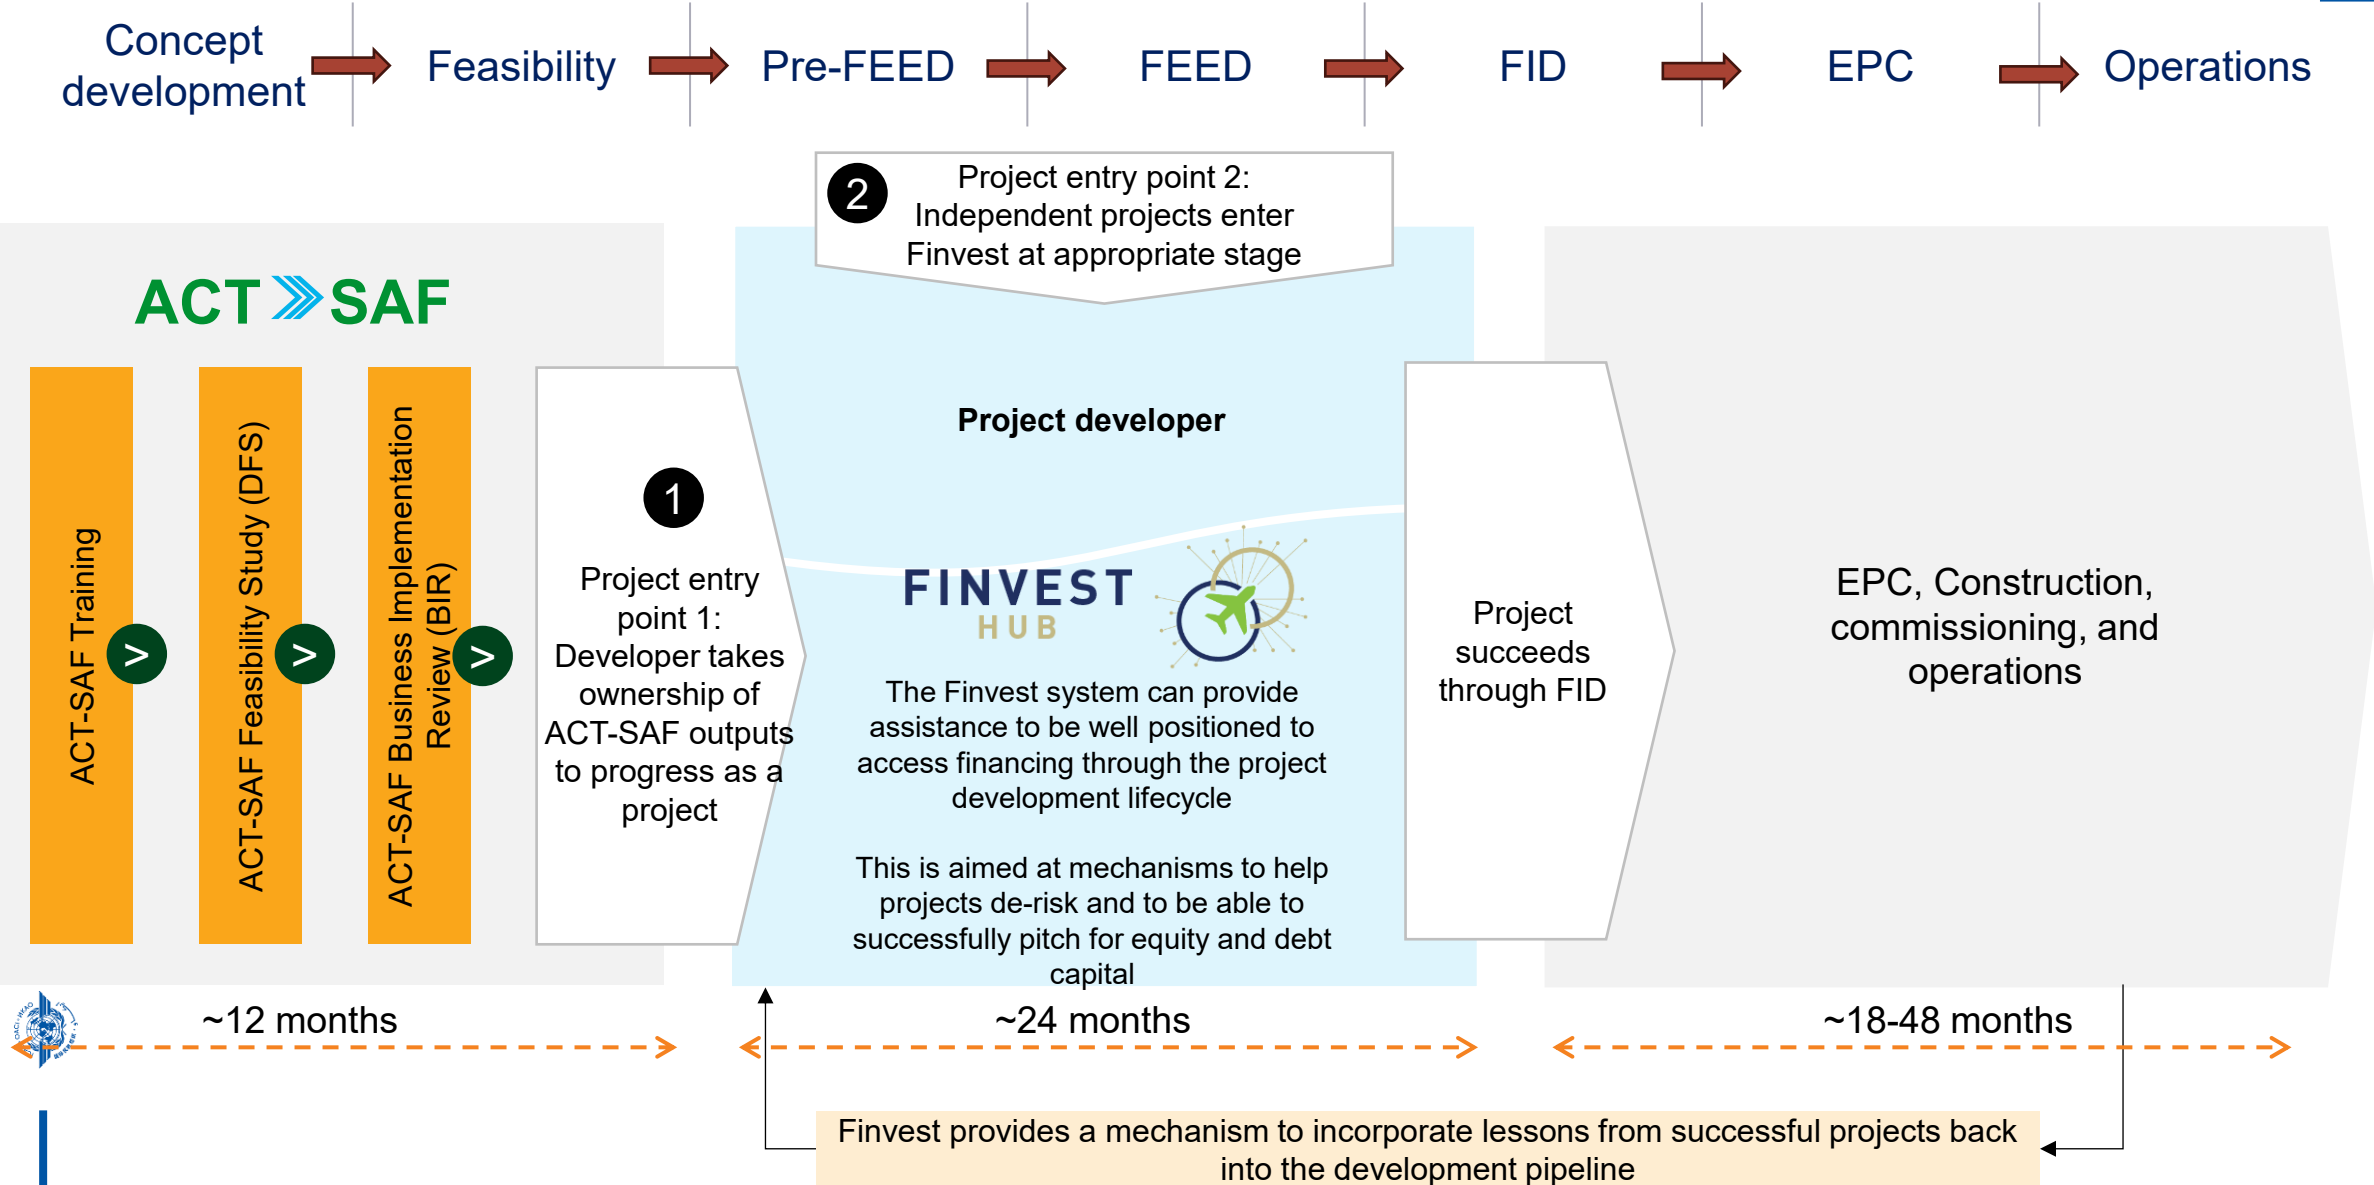 Concept
development
Feasibility
Pre-FEED
FEED
FID
EPC
Operations
2
Project entry point 2:
Independent projects enter
Finvest at appropriate stage
ACT SAF
ACT-SAF Training
>
ACT-SAF Feasibility Study (DFS)
>
ACT-SAF Business Implementation
Review (BIR)
>
1
Project entry
point 1:
Developer takes
ownership of
ACT-SAF outputs
to progress as a
project
Project developer
FINVEST
HUB
The Finvest system can provide
assistance to be well positioned to
access financing through the project
development lifecycle
This is aimed at mechanisms to help
projects de-risk and to be able to
successfully pitch for equity and debt
capital
Project
succeeds
through FID
EPC, Construction,
commissioning, and
operations
~12 months
~24 months
~18-48 months
Finvest provides a mechanism to incorporate lessons from successful projects back
into the development pipeline